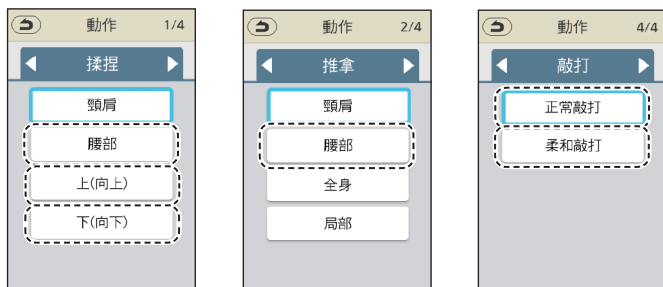 動作 1/4
揉捏
頸肩
腰部
上(向上)
下(向下)
動作 2/4
推拿
頸肩
腰部
全身
局部
動作 4/4
敲打
正常敲打
柔和敲打